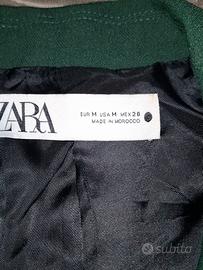 ZARA
EUR M USA M MEX 28
MADE IN MOROCCO
subito